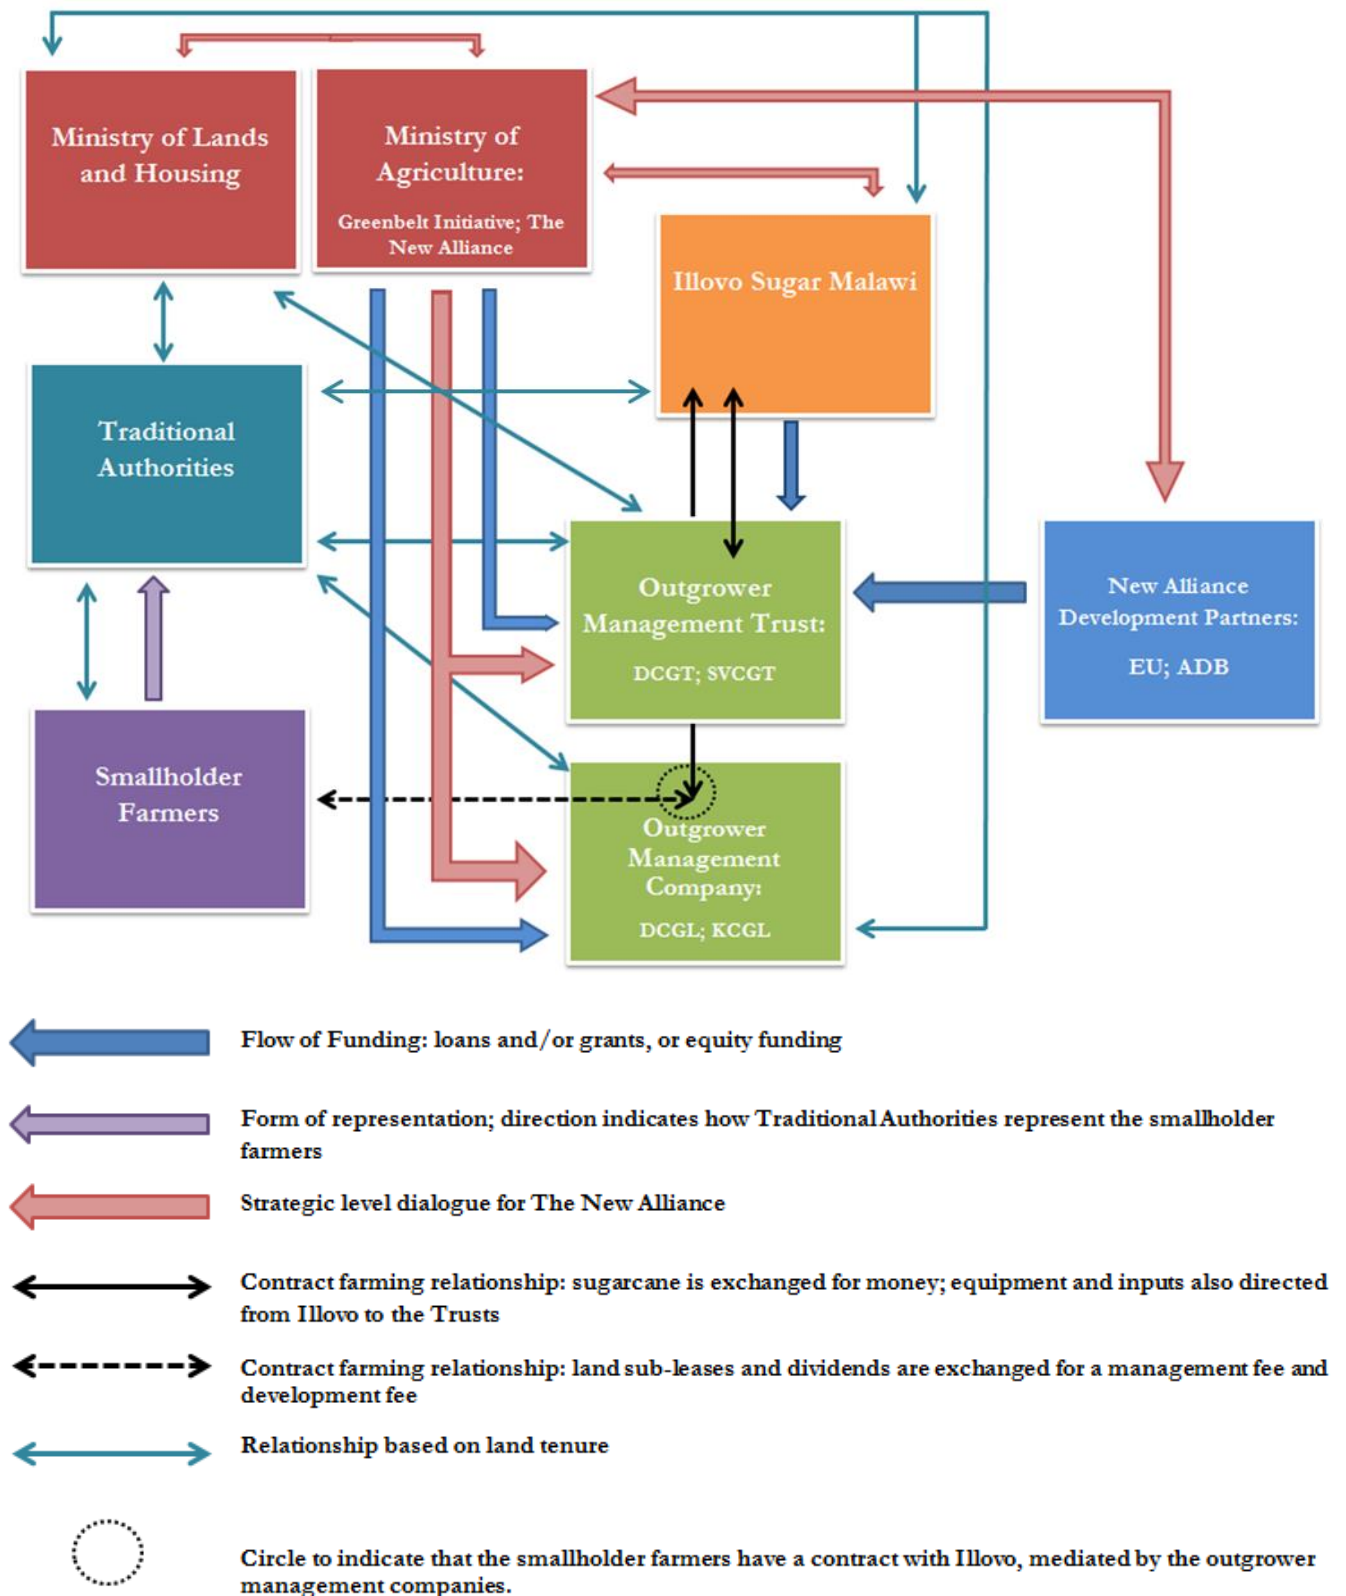 Ministry of Lands
and Housing
Ministry of
Agriculture:
Greenbelt Initiative; The
New Alliance
Illovo Sugar Malawi
Traditional
Authorities
Outgrower
Management Trust:
DCGT; SVCGT
New Alliance
Development Partners:
EU; ADB
Smallholder
Farmers
Outgrower
Management
Company:
DCGL; KCGL
Flow of Funding: loans and/or grants, or equity funding
Form of representation; direction indicates how Traditional Authorities represent the smallholder
farmers
Strategic level dialogue for The New Alliance
Contract farming relationship: sugarcane is exchanged for money; equipment and inputs also directed
from Illovo to the Trusts
Contract farming relationship: land sub-leases and dividends are exchanged for a management fee and
development fee
Relationship based on land tenure
Circle to indicate that the smallholder farmers have a contract with Illovo, mediated by the outgrower
management companies.